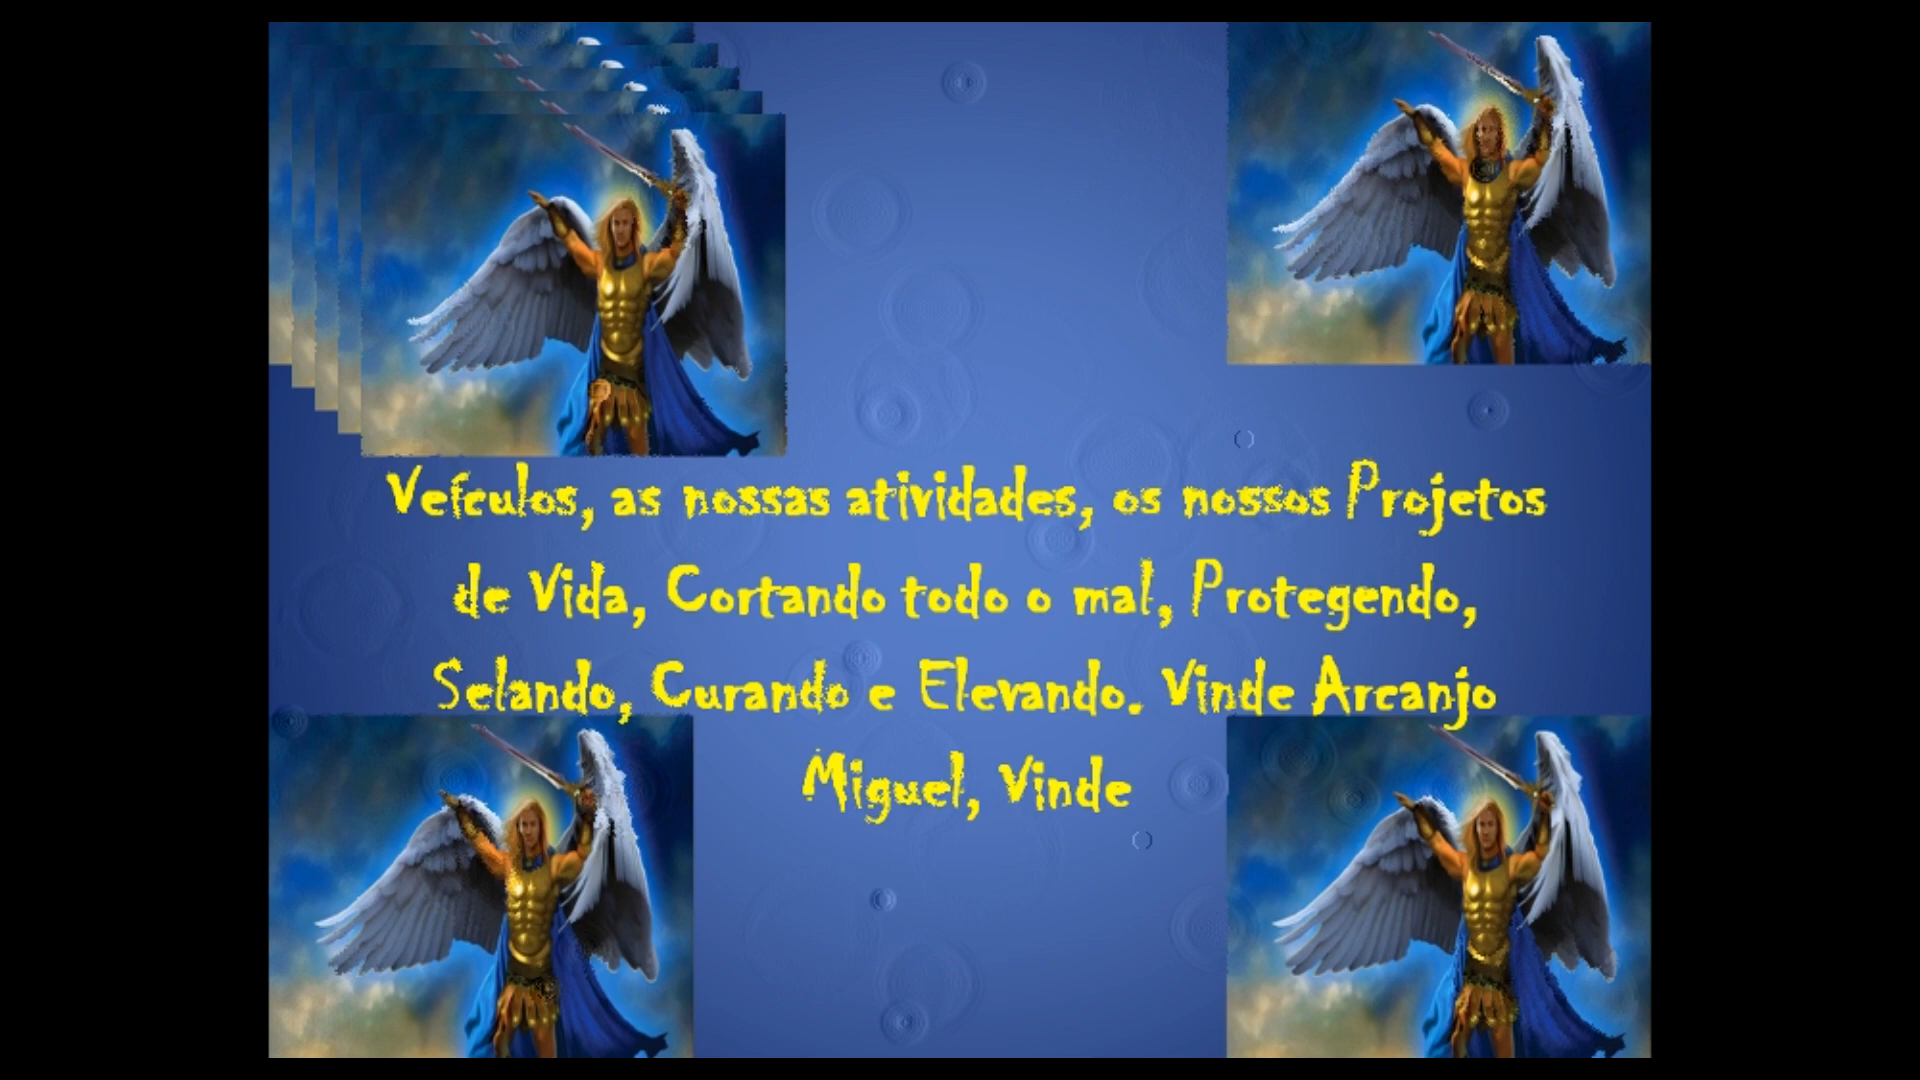 Veículos, as nossas atividades, os nossos Projetos
de Vida, Cortando todo o mal, Protegendo,
Selando, Curando e Elevando. Vinde Arcanjo
Miguel, Vinde